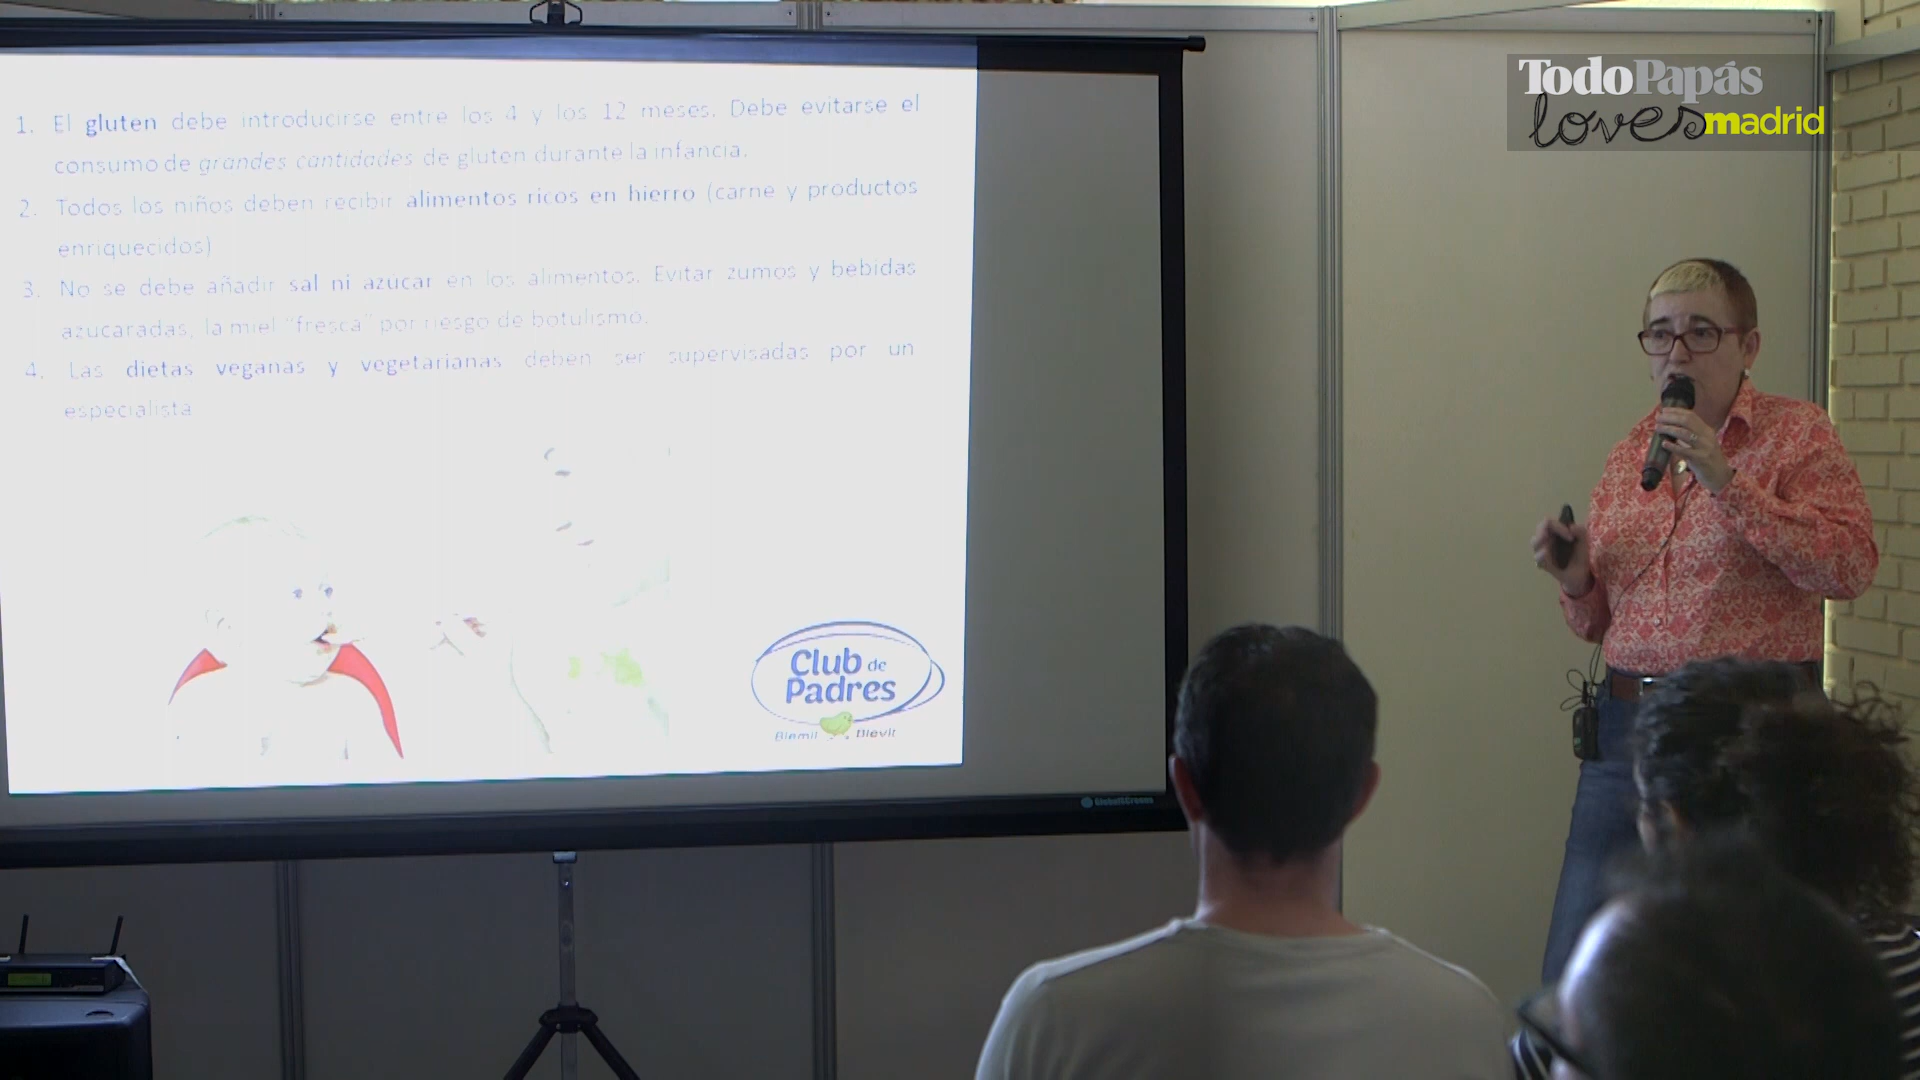 TodoPapás
loves madrid
1. El gluten debe introducirse entre los 4 y los 12 meses. Debe evitarse el
consumo de grandes cantidades de gluten durante la infancia.
2. Todos los niños deben recibir alimentos ricos en hierro (carne y productos
enriquecidos)
3. No se debe añadir sal ni azúcar en los alimentos. Evitar zumos y bebidas
azucaradas, la miel "fresca" por riesgo de botulismo.
4. Las dietas veganas y vegetarianas deben ser supervisadas por un
especialista
Club de
Padres
Blemil Blevit